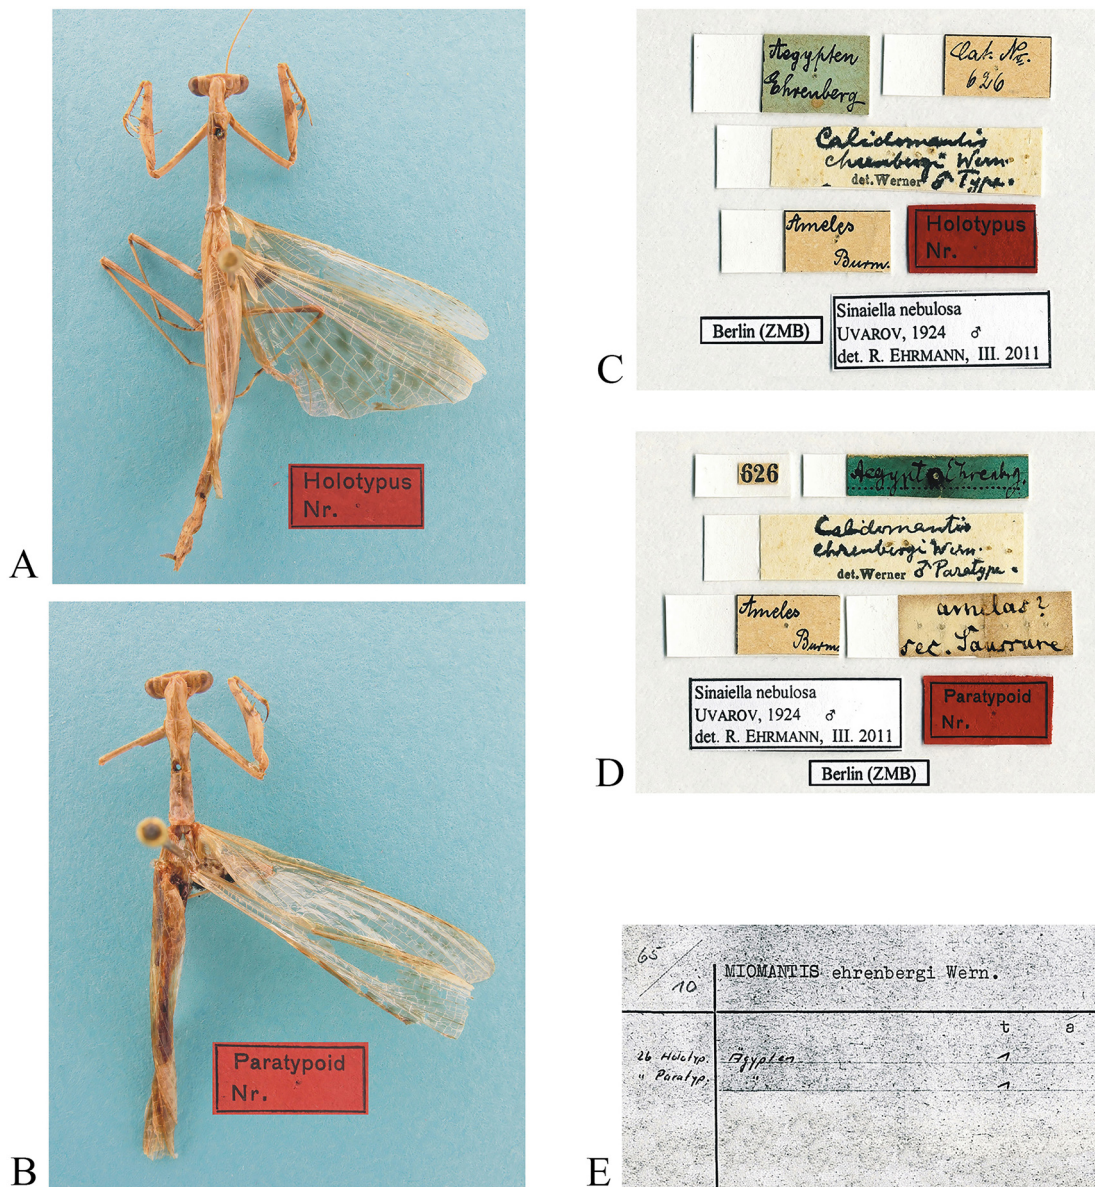 A
Holotypus
Nr.
B
Paratypoid
Nr.
C
Aegypten
Ehrenberg
Cat. No.
626
Calidomantis
ehrenbergi Wern.
det. Werner ♂ Type.
Ameles
Burm.
Holotypus
Nr.
Berlin (ZMB)
Sinaiella nebulosa
UVAROV, 1924 ♂
det. R. EHRMANN, III. 2011
D
626
Aegypt Ehrenbg.
Calidomantis
ehrenbergi Wern.
det. Werner ♂ Paratype.
Ameles
Burm.
sec. Saussure
Sinaiella nebulosa
UVAROV, 1924 ♂
det. R. EHRMANN, III. 2011
Paratypoid
Nr.
Berlin (ZMB)
E
65/10
MIOMANTIS ehrenbergi Wern.
t a
26 Holotyp. Ägypten 1
" Paratyp. " 1